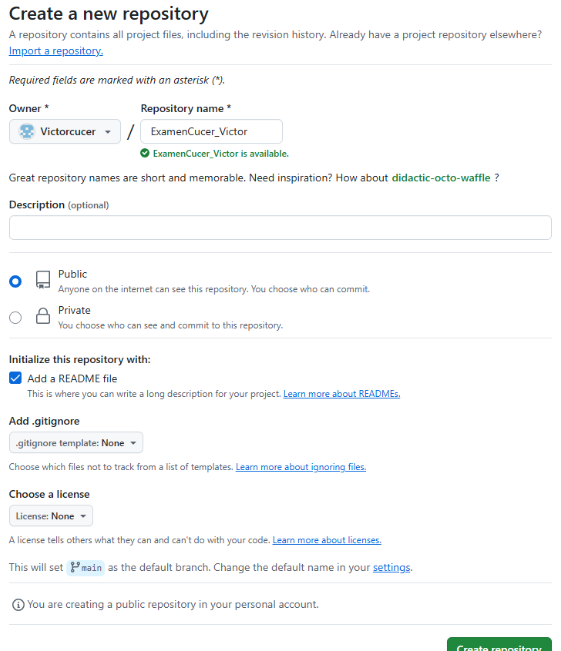 Create a new repository
A repository contains all project files, including the revision history. Already have a project repository elsewhere?
Import a repository.
Required fields are marked with an asterisk (*).
Owner * Repository name *
Victorcucer / ExamenCucer_Victor
ExamenCucer_Victor is available.
Great repository names are short and memorable. Need inspiration? How about didactic-octo-waffle ?
Description (optional)
Public
Anyone on the internet can see this repository. You choose who can commit.
Private
You choose who can see and commit to this repository.
Initialize this repository with:
Add a README file
This is where you can write a long description for your project. Learn more about READMEs.
Add .gitignore
.gitignore template: None
Choose which files not to track from a list of templates. Learn more about ignoring files.
Choose a license
License: None
A license tells others what they can and can't do with your code. Learn more about licenses.
This will set main as the default branch. Change the default name in your settings.
You are creating a public repository in your personal account.
Create repository